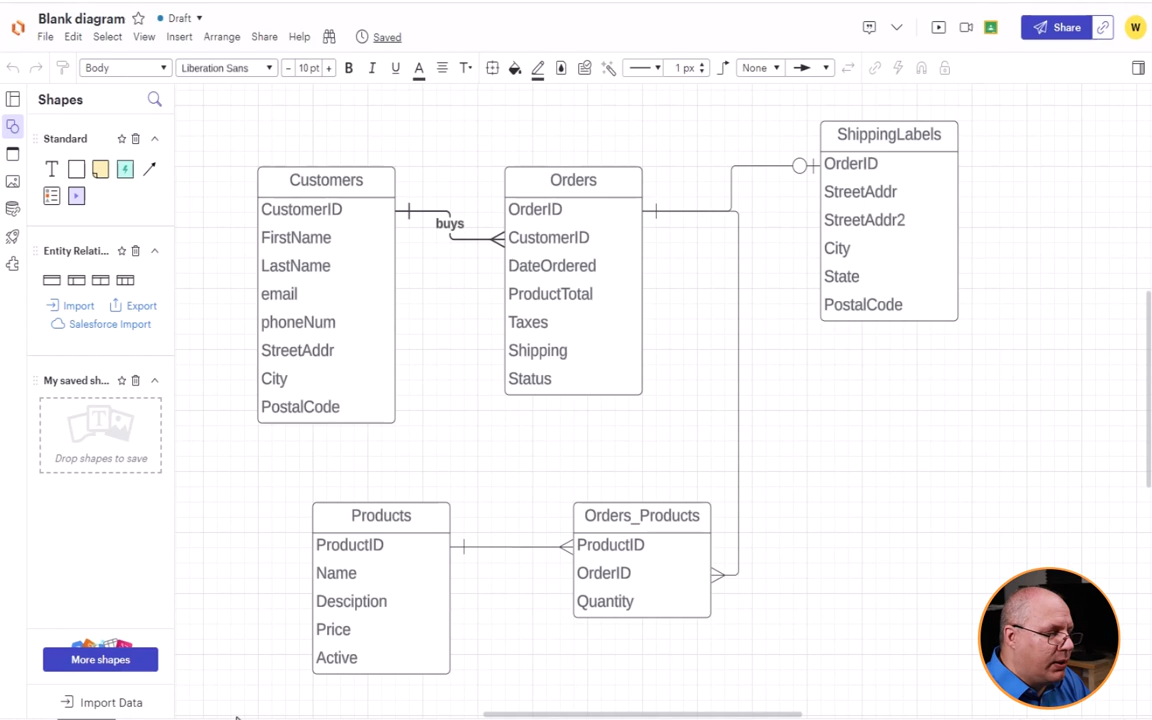 Blank diagram
Draft
File Edit Select View Insert Arrange Share Help
Saved
Share
W
Body
Liberation Sans
− 10 pt +
B I U A T
1 px
None
Shapes
Standard
T
Entity Relati...
Import
Export
Salesforce Import
My saved sh...
T
Drop shapes to save
More shapes
Import Data
Customers
CustomerID
FirstName
LastName
email
phoneNum
StreetAddr
City
PostalCode
buys
Orders
OrderID
CustomerID
DateOrdered
ProductTotal
Taxes
Shipping
Status
ShippingLabels
OrderID
StreetAddr
StreetAddr2
City
State
PostalCode
Products
ProductID
Name
Desciption
Price
Active
Orders_Products
ProductID
OrderID
Quantity